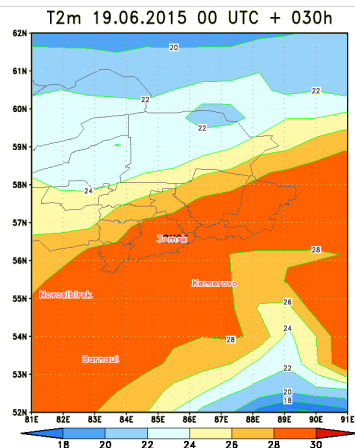 T2m 19.06.2015 00 UTC + 030h
62N
61N
60N
59N
58N
57N
56N
55N
54N
53N
52N
20
22
22
22
24
Tomsk
28
Kemerovo
Novosibirsk
26
24
28
22
Barnaul
20
18
81E 82E 83E 84E 85E 86E 87E 88E 89E 90E 91E
18 20 22 24 26 28 30